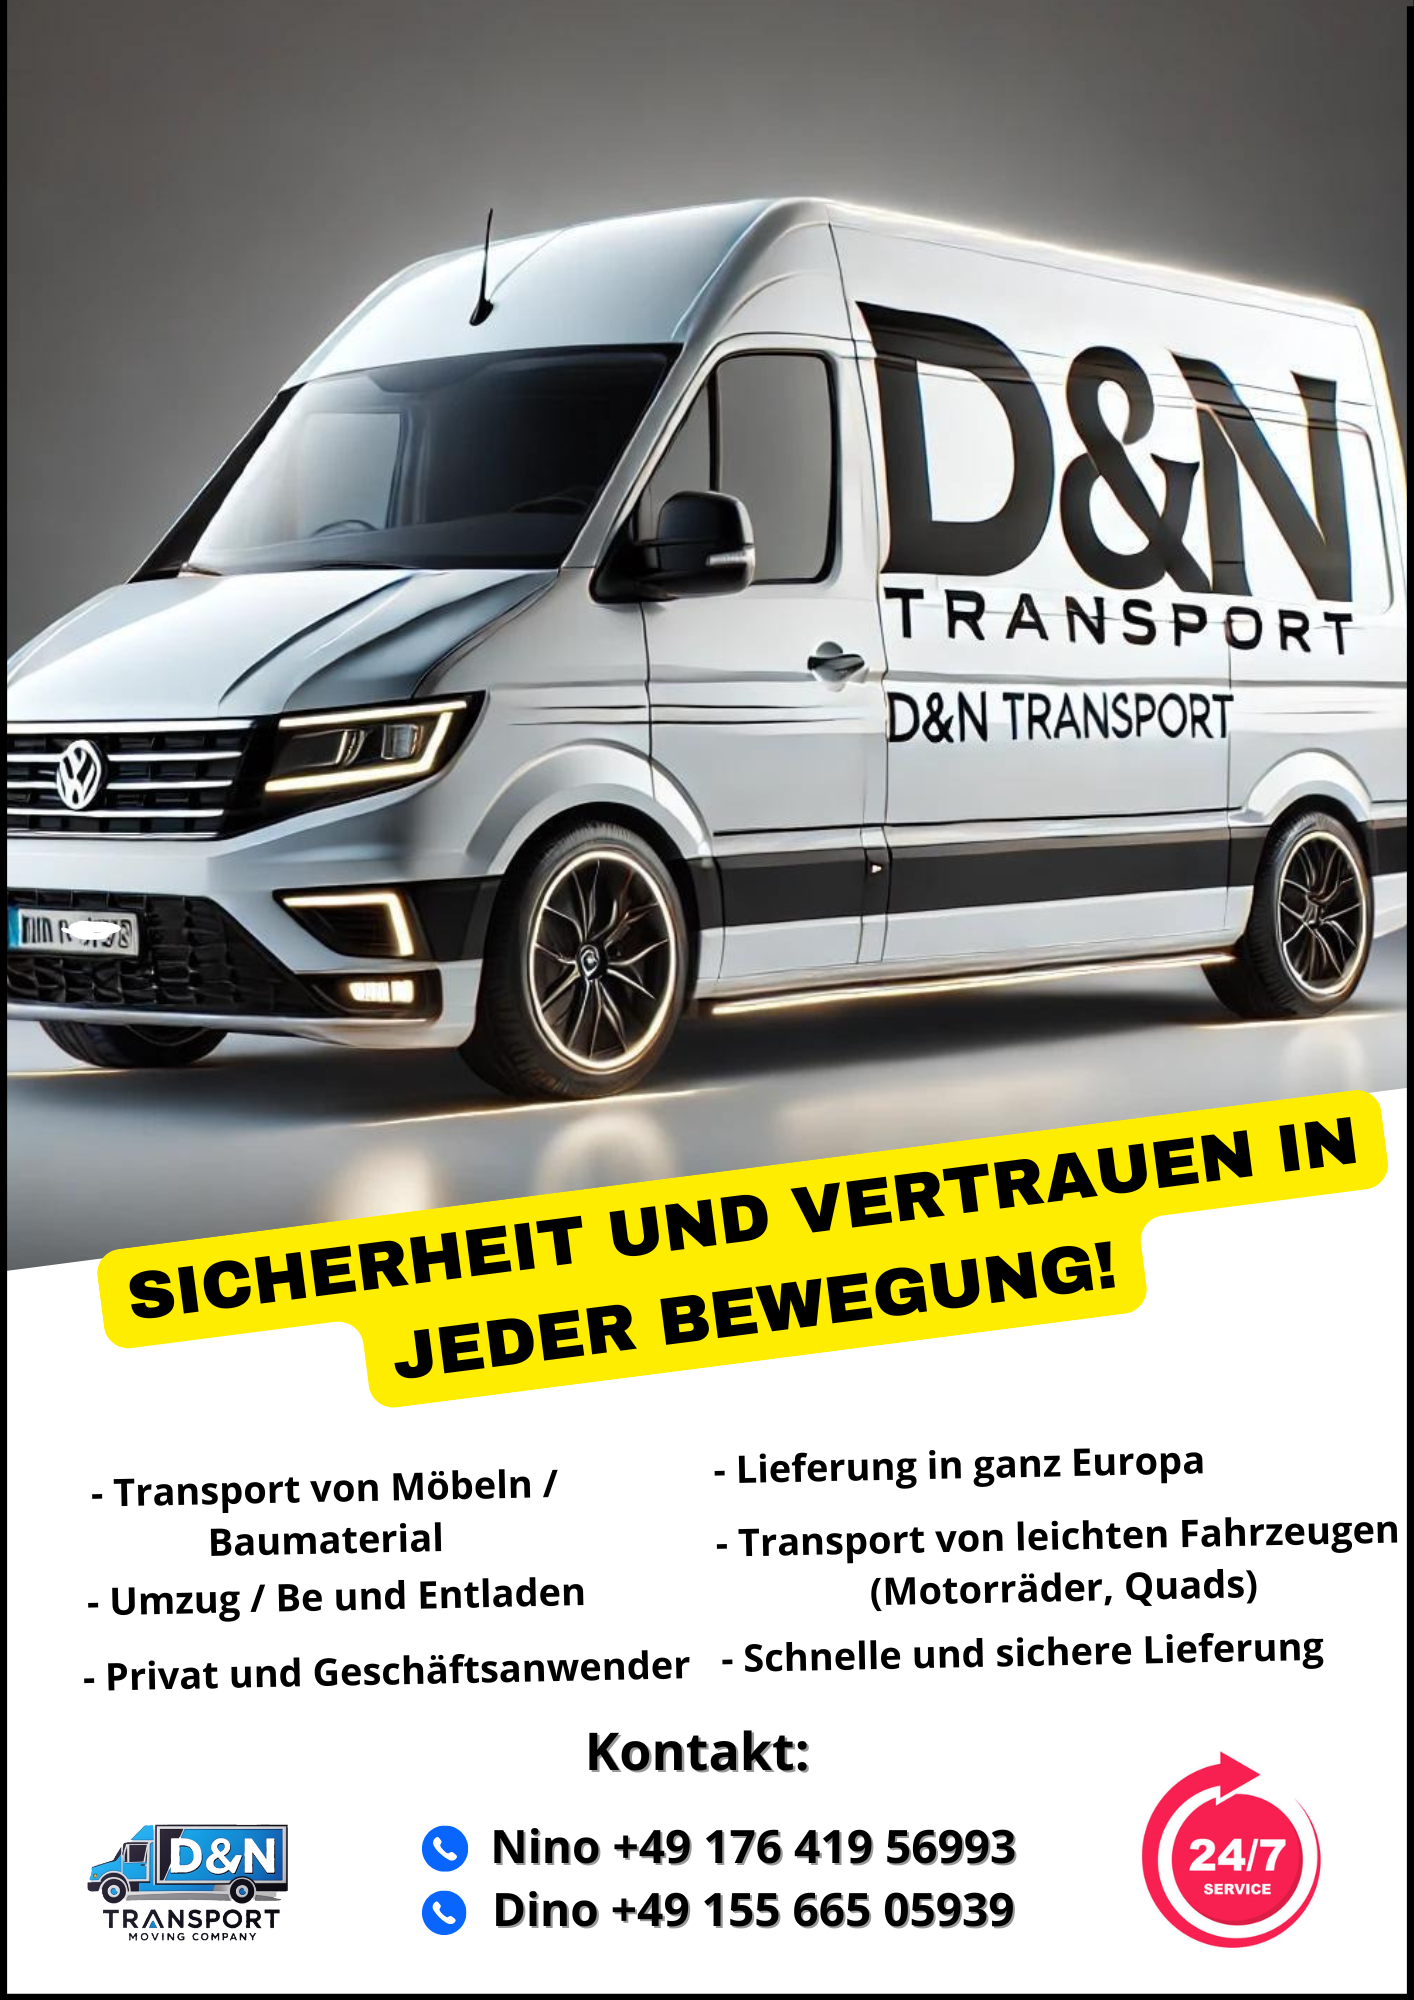 D&N
TRANSPORT
D&N TRANSPORT
SICHERHEIT UND VERTRAUEN IN
JEDER BEWEGUNG!
- Transport von Möbeln /
Baumaterial
- Umzug / Be und Entladen
- Privat und Geschäftsanwender
- Lieferung in ganz Europa
- Transport von leichten Fahrzeugen
(Motorräder, Quads)
- Schnelle und sichere Lieferung
Kontakt:
Nino +49 176 419 56993
Dino +49 155 665 05939
D&N
TRANSPORT
MOVING COMPANY
24/7
SERVICE